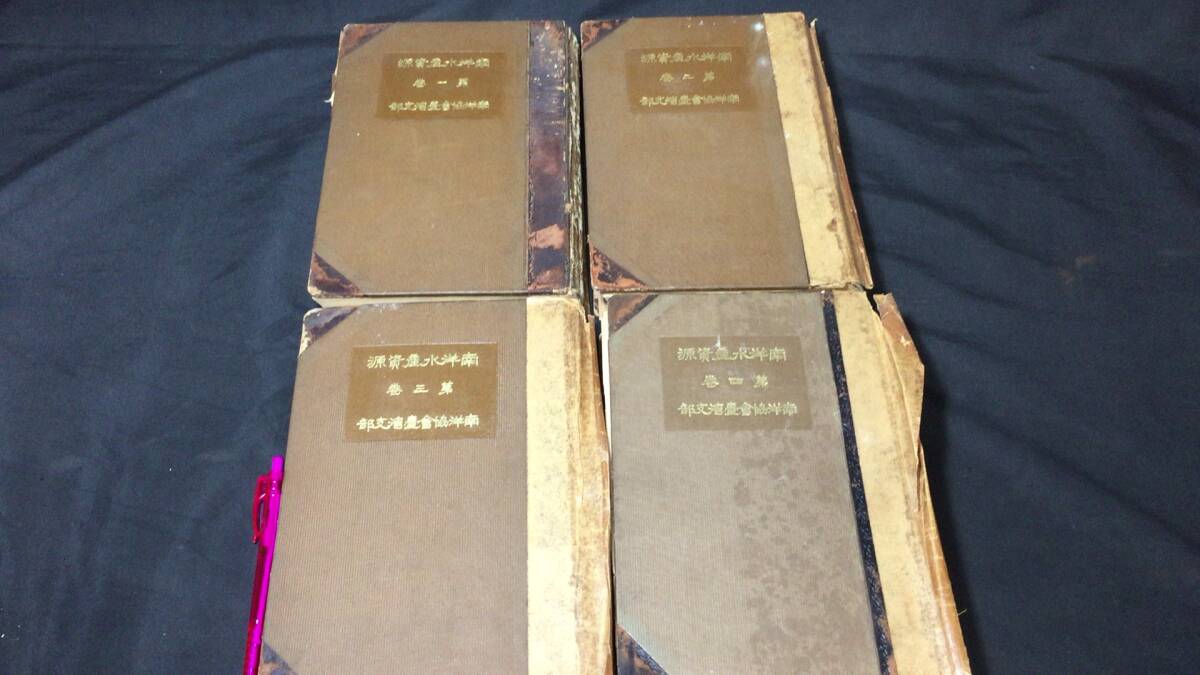 南洋水產資源
第一卷
南洋協會臺灣支部
南洋水產資源
第二卷
南洋協會臺灣支部
南洋水產資源
第三卷
南洋協會臺灣支部
南洋水產資源
第四卷
南洋協會臺灣支部